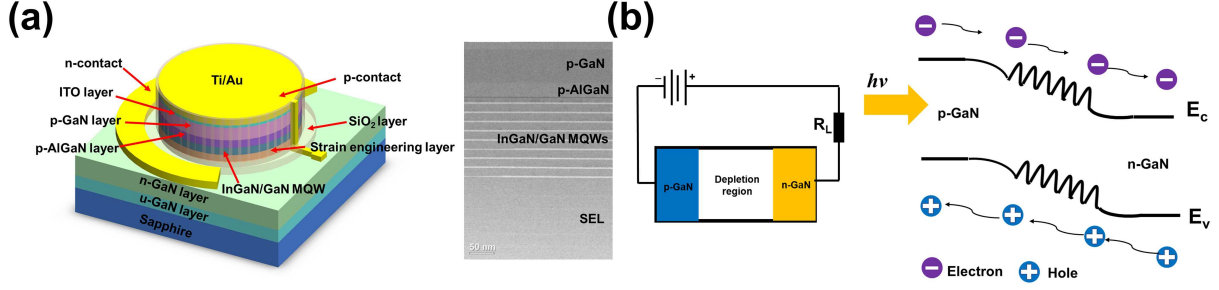 (a)
Ti/Au
n-contact
p-contact
ITO layer
p-GaN layer
SiO₂ layer
p-AlGaN layer
Strain engineering layer
InGaN/GaN MQW
n-GaN layer
u-GaN layer
Sapphire
p-GaN
p-AlGaN
InGaN/GaN MQWs
SEL
50 nm
(b)
− +
R_L
p-GaN
Depletion
region
n-GaN
hν
p-GaN
E_c
n-GaN
E_v
Electron
Hole